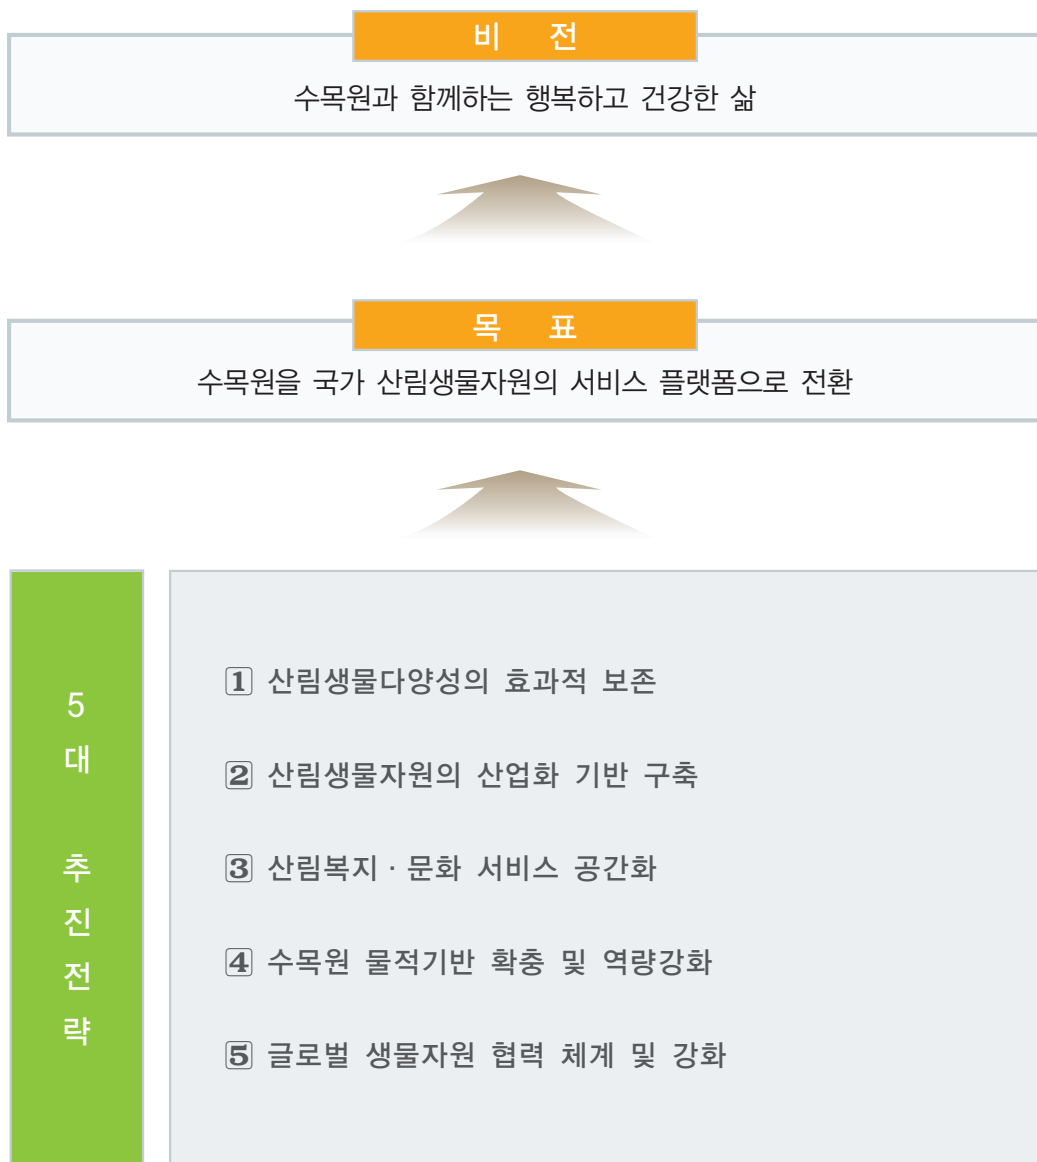 비 전
수목원과 함께하는 행복하고 건강한 삶
목 표
수목원을 국가 산림생물자원의 서비스 플랫폼으로 전환
5대 추진전략
1 산림생물다양성의 효과적 보존
2 산림생물자원의 산업화 기반 구축
3 산림복지·문화 서비스 공간화
4 수목원 물적기반 확충 및 역량강화
5 글로벌 생물자원 협력 체계 및 강화